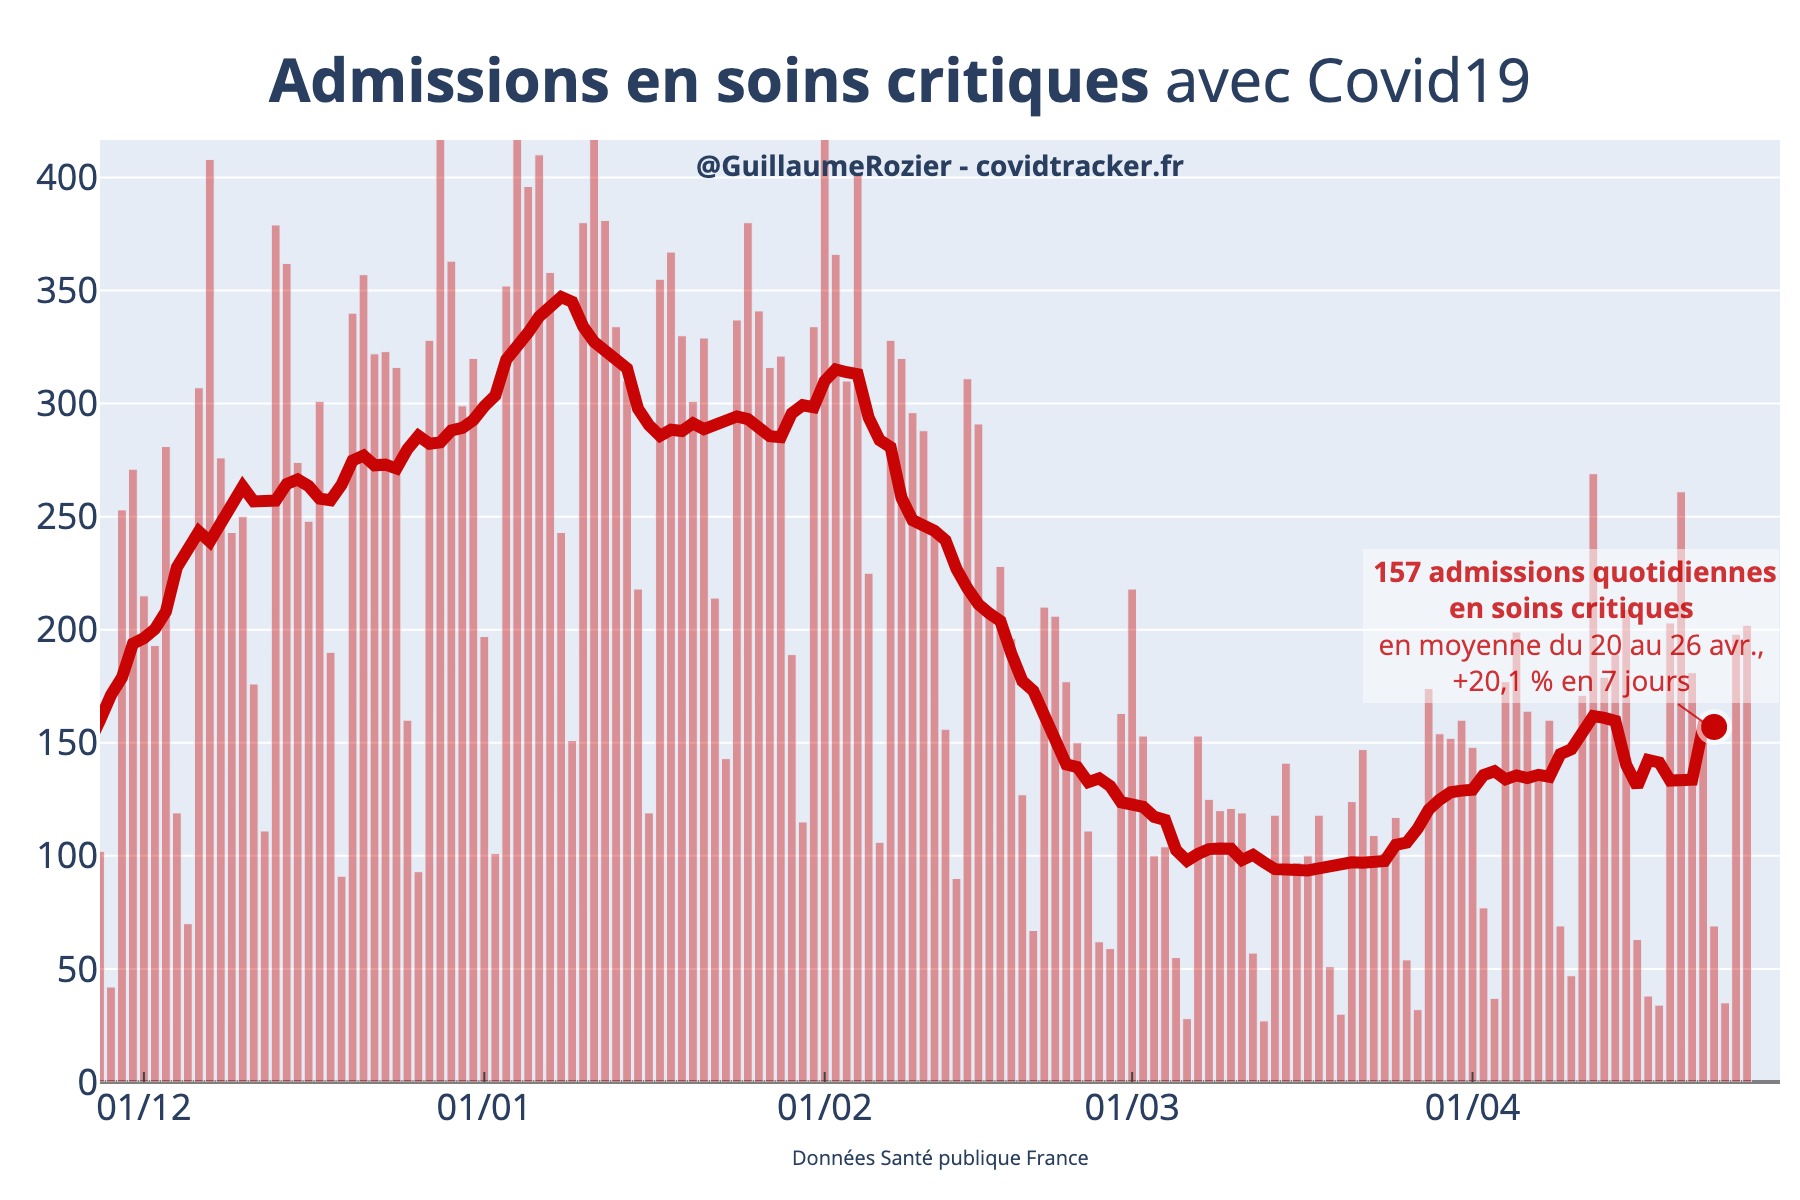 Admissions en soins critiques avec Covid19
@GuillaumeRozier - covidtracker.fr
400
350
300
250
200
150
100
50
0
157 admissions quotidiennes
en soins critiques
en moyenne du 20 au 26 avr.,
+20,1 % en 7 jours
01/12
01/01
01/02
01/03
01/04
Données Santé publique France